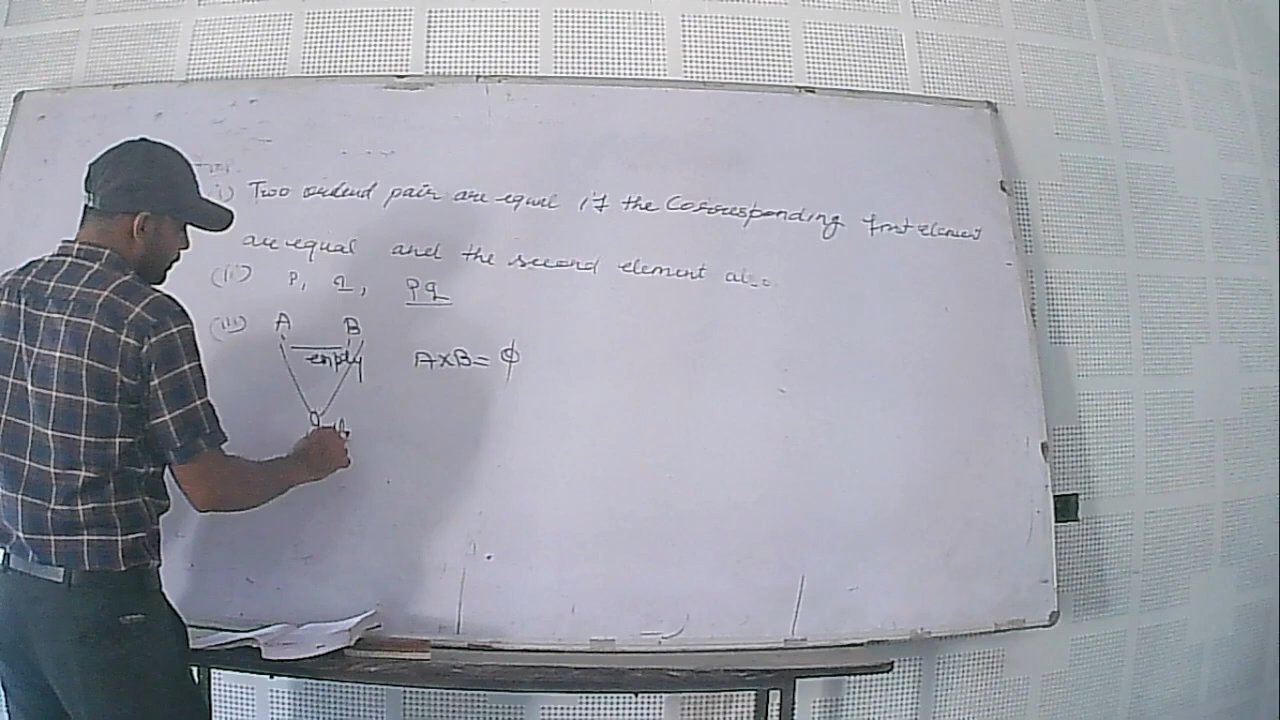 i) Two ordered pair are equal if the Corresponding first element
are equal and the second element also
(ii) p, q, pq
(iii) A B
empty A×B= ϕ